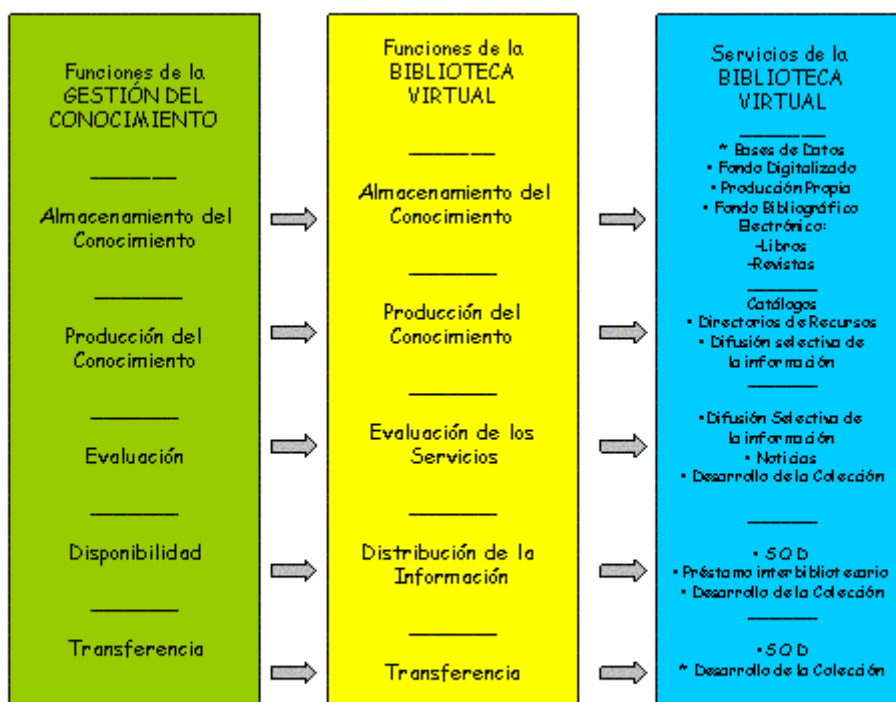 Funciones de la
GESTIÓN DEL
CONOCIMIENTO
Almacenamiento del
Conocimiento
Producción del
Conocimiento
Evaluación
Disponibilidad
Transferencia
Funciones de la
BIBLIOTECA
VIRTUAL
Almacenamiento del
Conocimiento
Producción del
Conocimiento
Evaluación de los
Servicios
Distribución de la
Información
Transferencia
Servicios de la
BIBLIOTECA
VIRTUAL
* Bases de Datos
• Fondo Digitalizado
• Producción Propia
• Fondo Bibliográfico
Electrónico:
-Libros
-Revistas
Catálogos
• Directorios de Recursos
• Difusión selectiva de
la información
• Difusión Selectiva de
la información
• Noticias
• Desarrollo de la Colección
• S O D
• Préstamo interbibliotecario
• Desarrollo de la Colección
• S O D
* Desarrollo de la Colección